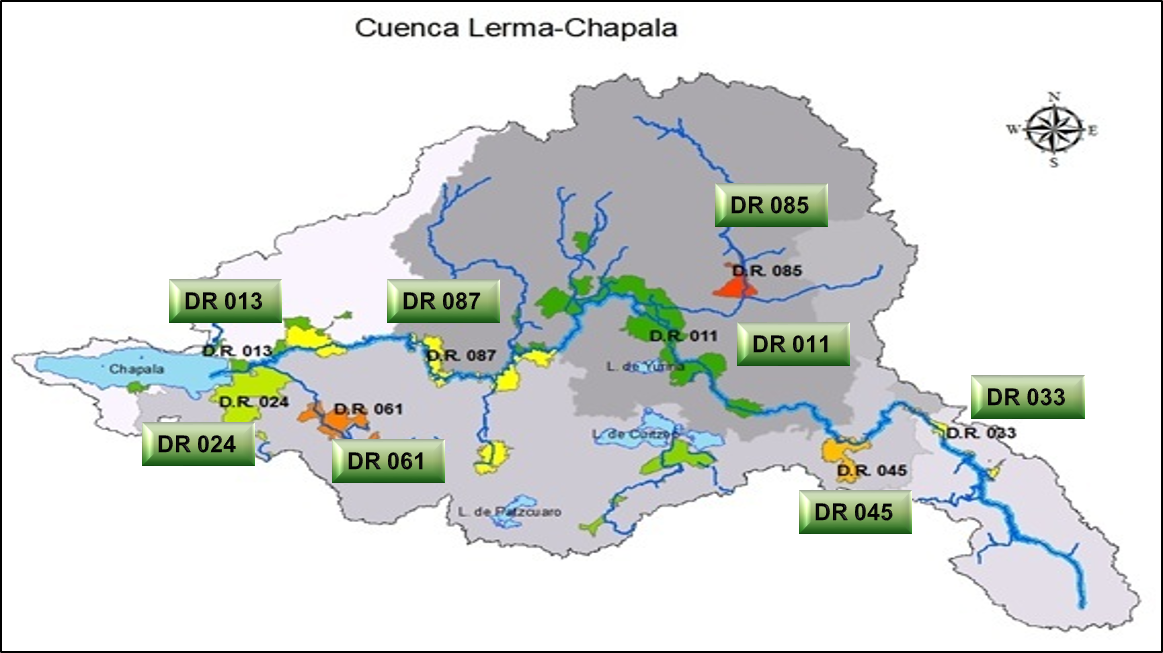 Cuenca Lerma-Chapala
N
W E
S
DR 085
D.R. 085
DR 013
DR 087
D.R. 011
DR 011
D.R. 013
D.R. 087
Chapala
L. de Yuriria
DR 033
D.R. 024
D.R. 061
D.R. 033
DR 024
DR 061
L. de Cuitzeo
D.R. 045
L. de Patzcuaro
DR 045